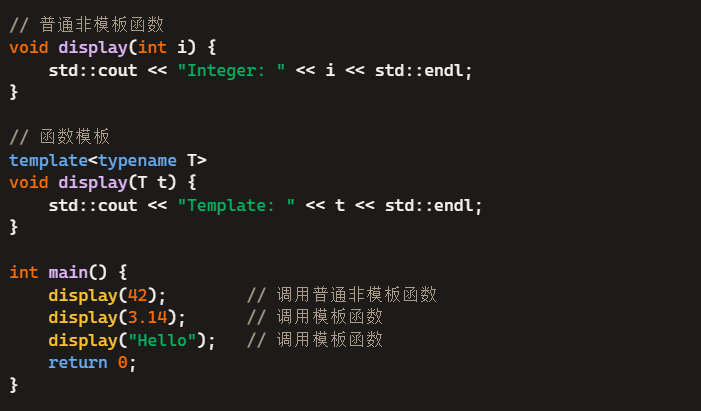 // 普通非模板函数
void display(int i) {
    std::cout << "Integer: " << i << std::endl;
}

// 函数模板
template<typename T>
void display(T t) {
    std::cout << "Template: " << t << std::endl;
}

int main() {
    display(42);        // 调用普通非模板函数
    display(3.14);      // 调用模板函数
    display("Hello");   // 调用模板函数
    return 0;
}